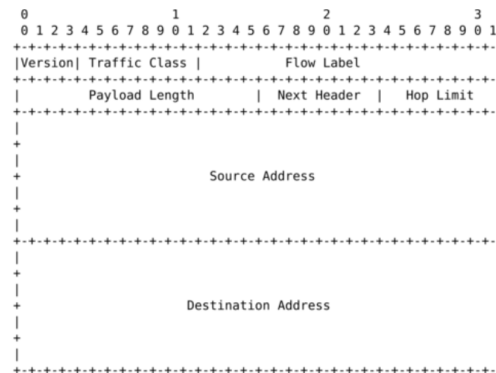 0                   1                   2                   3
0 1 2 3 4 5 6 7 8 9 0 1 2 3 4 5 6 7 8 9 0 1 2 3 4 5 6 7 8 9 0 1
+-+-+-+-+-+-+-+-+-+-+-+-+-+-+-+-+-+-+-+-+-+-+-+-+-+-+-+-+-+-+-+-
|Version| Traffic Class |           Flow Label
+-+-+-+-+-+-+-+-+-+-+-+-+-+-+-+-+-+-+-+-+-+-+-+-+-+-+-+-+-+-+-+-
|         Payload Length        |  Next Header  |   Hop Limit
+-+-+-+-+-+-+-+-+-+-+-+-+-+-+-+-+-+-+-+-+-+-+-+-+-+-+-+-+-+-+-+-
|
+
|
+                         Source Address
|
+
|
+-+-+-+-+-+-+-+-+-+-+-+-+-+-+-+-+-+-+-+-+-+-+-+-+-+-+-+-+-+-+-+-
|
+
|
+                      Destination Address
|
+
|
+-+-+-+-+-+-+-+-+-+-+-+-+-+-+-+-+-+-+-+-+-+-+-+-+-+-+-+-+-+-+-+-